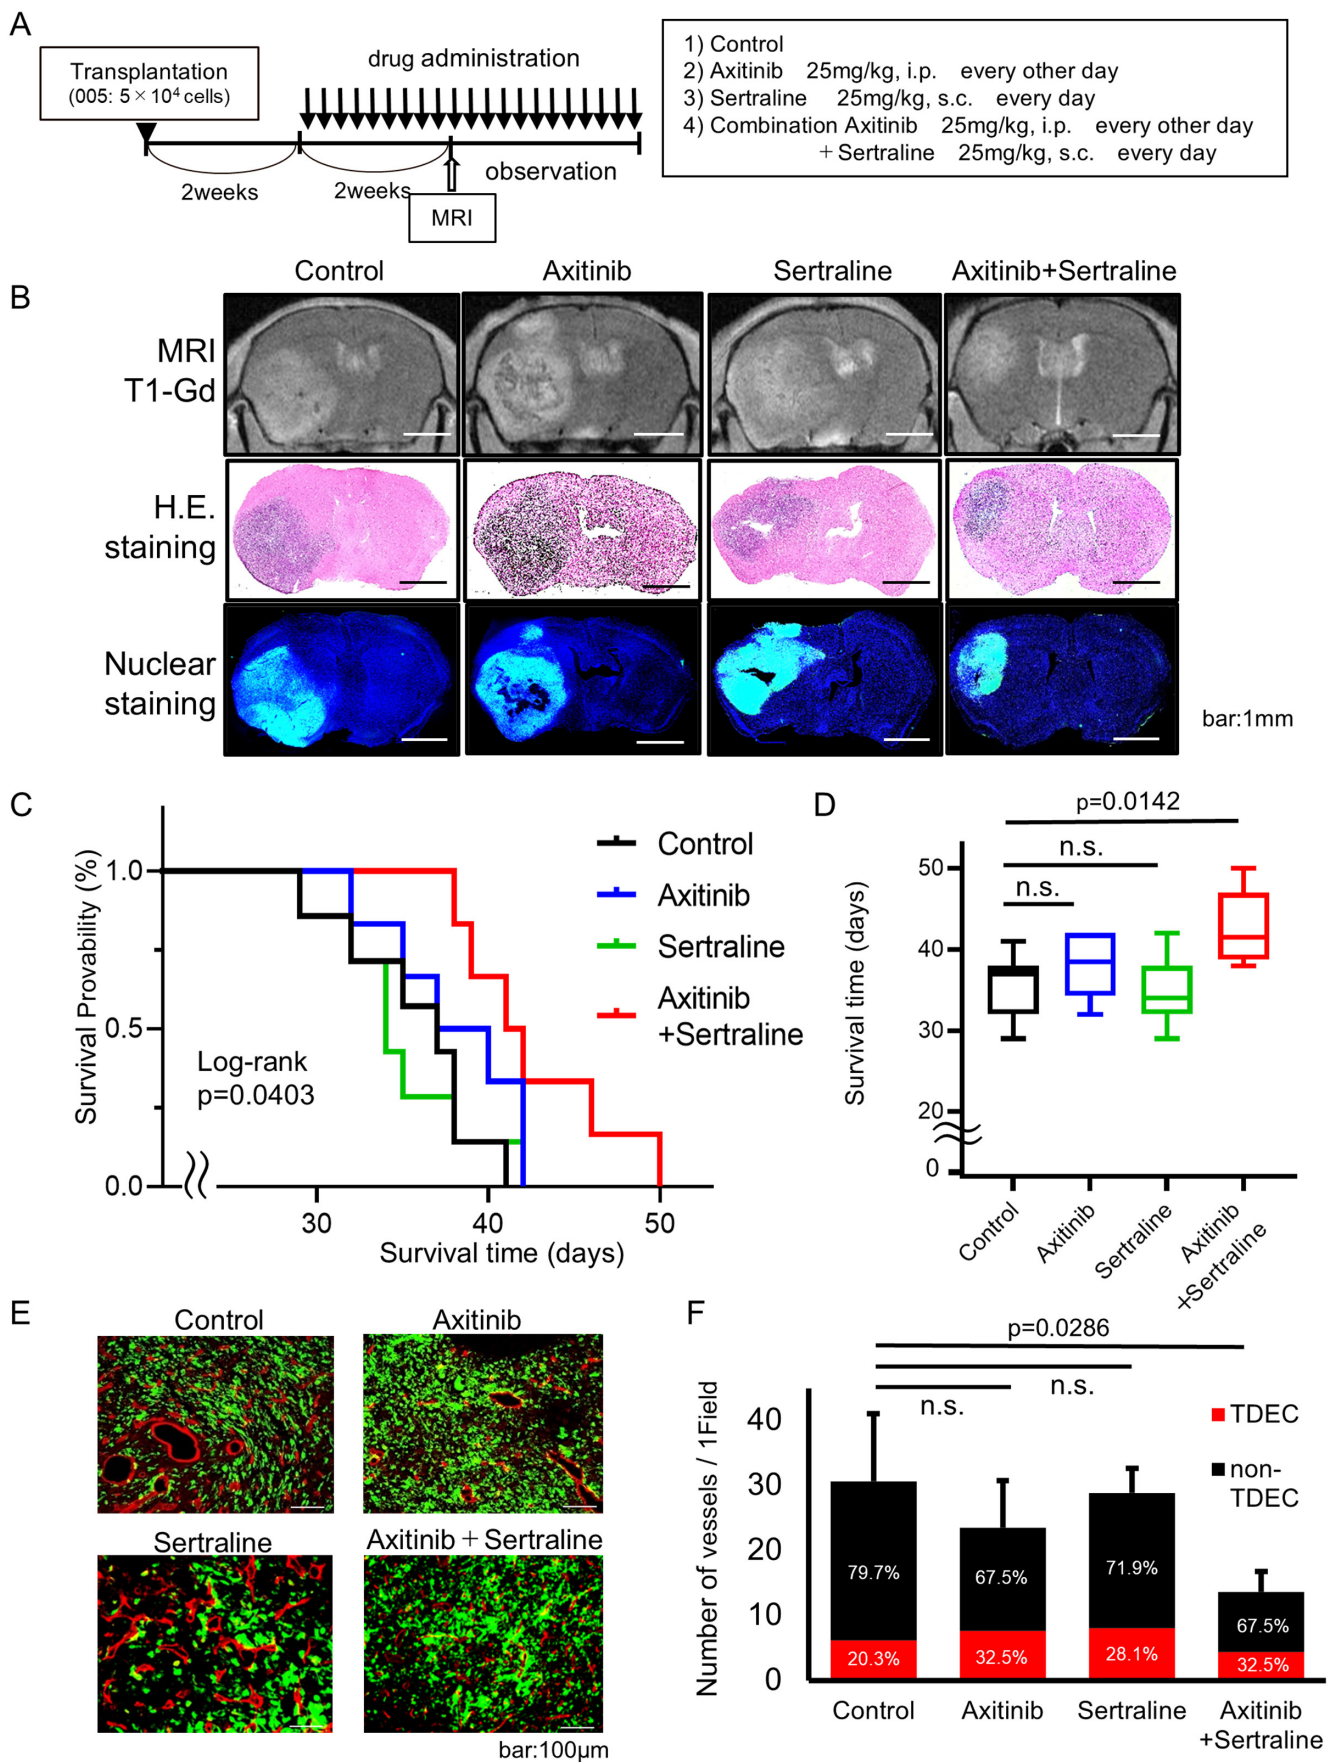 A
Transplantation
(005: 5×10⁴ cells)
drug administration
2weeks
2weeks
observation
MRI
1) Control
2) Axitinib 25mg/kg, i.p. every other day
3) Sertraline 25mg/kg, s.c. every day
4) Combination Axitinib 25mg/kg, i.p. every other day
+Sertraline 25mg/kg, s.c. every day
B
Control
Axitinib
Sertraline
Axitinib+Sertraline
MRI
T1-Gd
H.E.
staining
Nuclear
staining
bar:1mm
C
Survival Provability (%)
1.0
0.5
0.0
Log-rank
p=0.0403
30
40
50
Survival time (days)
Control
Axitinib
Sertraline
Axitinib
+Sertraline
D
p=0.0142
n.s.
n.s.
Survival time (days)
50
40
30
20
0
Control
Axitinib
Sertraline
Axitinib
+Sertraline
E
Control
Axitinib
Sertraline
Axitinib+Sertraline
bar:100μm
F
p=0.0286
n.s.
n.s.
TDEC
non-
TDEC
Number of vessels / 1Field
40
30
20
10
0
79.7%
20.3%
67.5%
32.5%
71.9%
28.1%
67.5%
32.5%
Control
Axitinib
Sertraline
Axitinib
+Sertraline